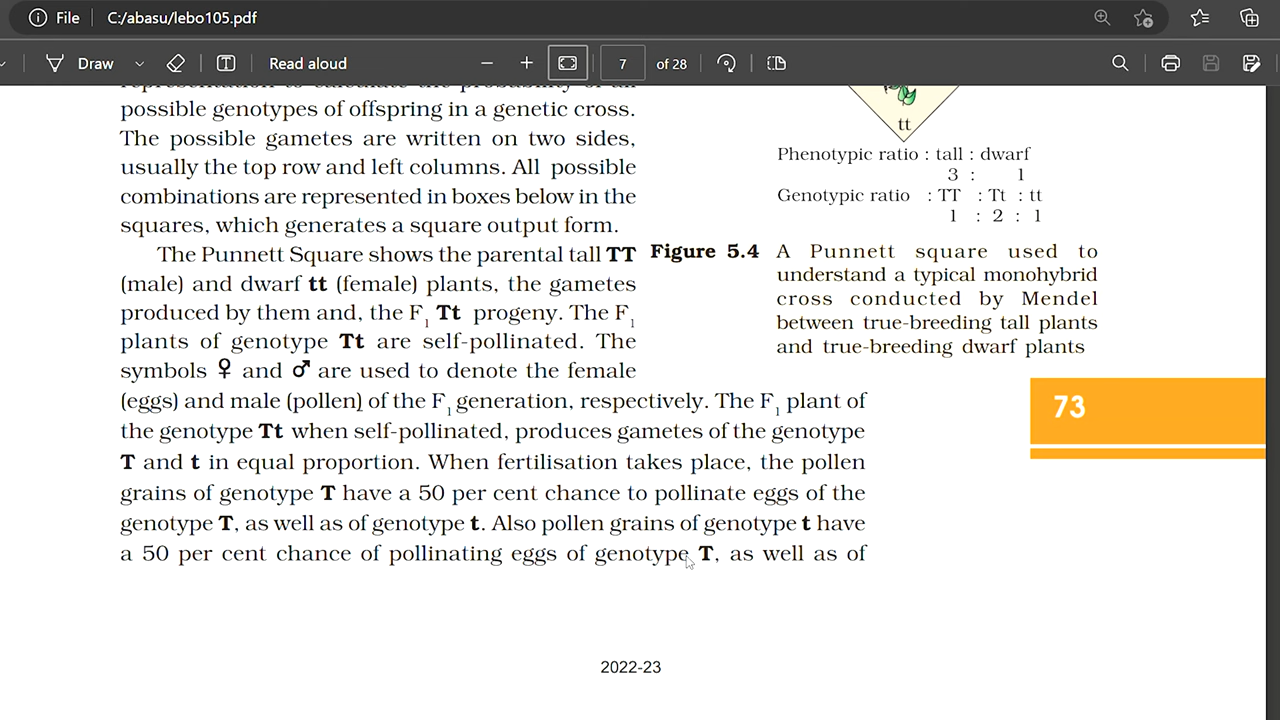 File C:/abasu/lebo105.pdf
Draw Read aloud 7 of 28
representation to calculate the probability of all
possible genotypes of offspring in a genetic cross.
The possible gametes are written on two sides,
usually the top row and left columns. All possible
combinations are represented in boxes below in the
squares, which generates a square output form.
The Punnett Square shows the parental tall TT
(male) and dwarf tt (female) plants, the gametes
produced by them and, the F1 Tt progeny. The F1
plants of genotype Tt are self-pollinated. The
symbols ♀ and ♂ are used to denote the female
(eggs) and male (pollen) of the F1 generation, respectively. The F1 plant of
the genotype Tt when self-pollinated, produces gametes of the genotype
T and t in equal proportion. When fertilisation takes place, the pollen
grains of genotype T have a 50 per cent chance to pollinate eggs of the
genotype T, as well as of genotype t. Also pollen grains of genotype t have
a 50 per cent chance of pollinating eggs of genotype T, as well as of
tt
Phenotypic ratio : tall : dwarf
3 : 1
Genotypic ratio : TT : Tt : tt
1 : 2 : 1
Figure 5.4 A Punnett square used to
understand a typical monohybrid
cross conducted by Mendel
between true-breeding tall plants
and true-breeding dwarf plants
73
2022-23